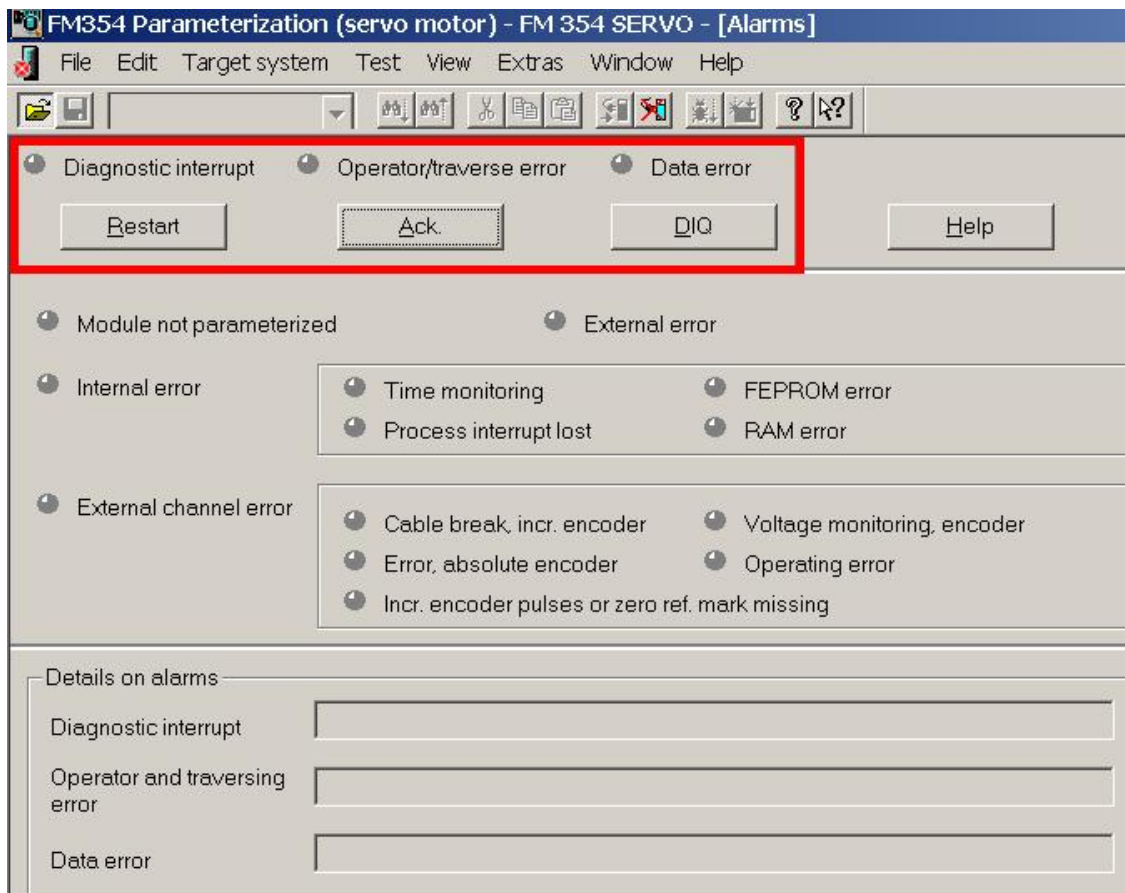 FM354 Parameterization (servo motor) - FM 354 SERVO - [Alarms]
File Edit Target system Test View Extras Window Help
Diagnostic interrupt Operator/traverse error Data error
Restart Ack. DIQ Help
Module not parameterized External error
Internal error Time monitoring FEPROM error
Process interrupt lost RAM error
External channel error Cable break, incr. encoder Voltage monitoring, encoder
Error, absolute encoder Operating error
Incr. encoder pulses or zero ref. mark missing
Details on alarms
Diagnostic interrupt
Operator and traversing
error
Data error